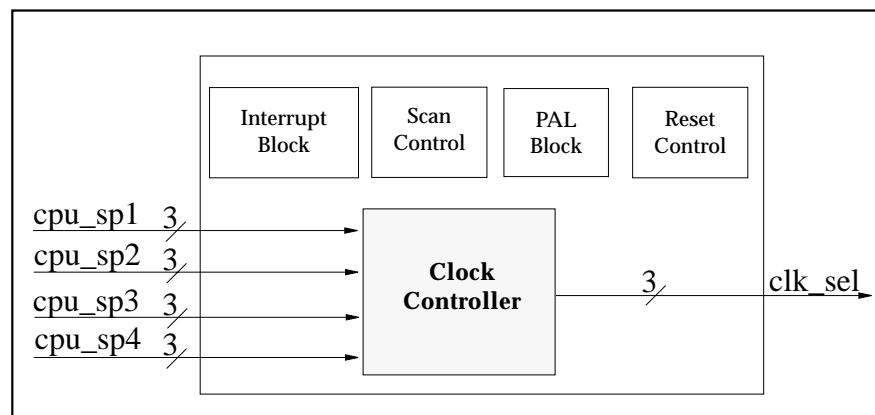 Interrupt
Block
Scan
Control
PAL
Block
Reset
Control
cpu_sp1 3
cpu_sp2 3
cpu_sp3 3
cpu_sp4 3
Clock
Controller
3
clk_sel